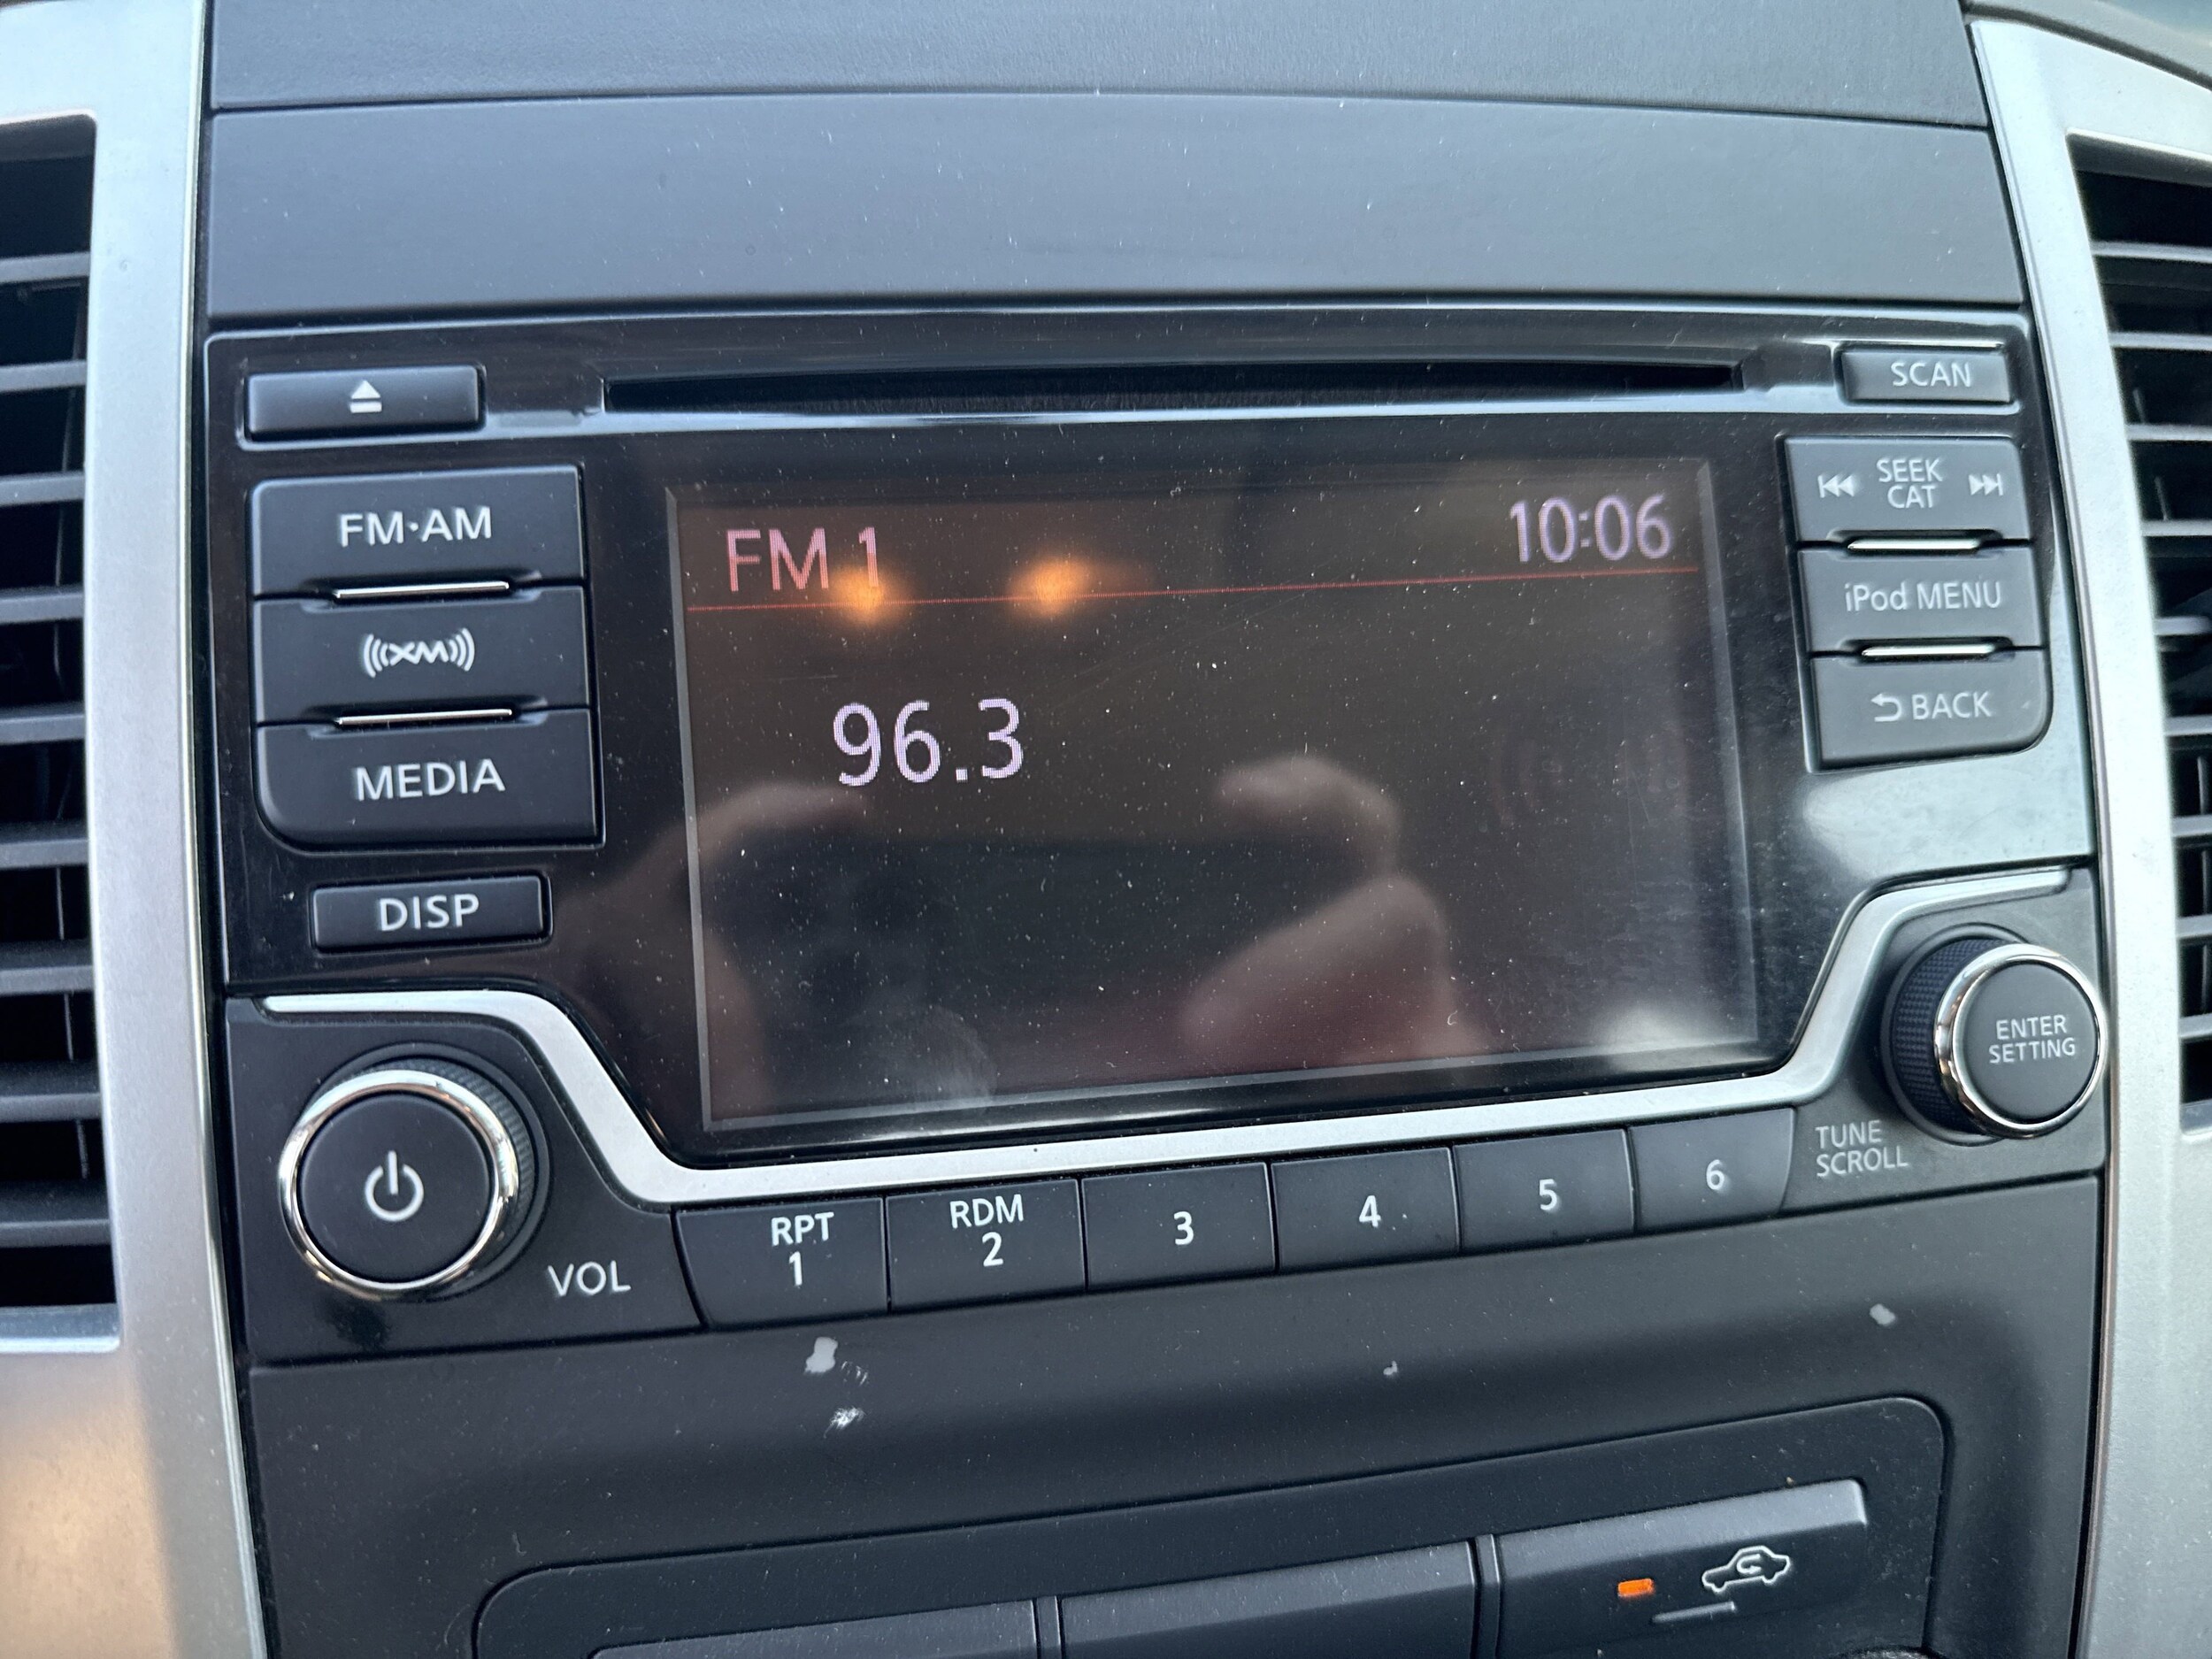 SCAN
FM·AM
SEEK
CAT
FM 1
10:06
iPod MENU
XM
96.3
BACK
MEDIA
DISP
ENTER
SETTING
TUNE
SCROLL
VOL
RPT
1
RDM
2
3
4
5
6